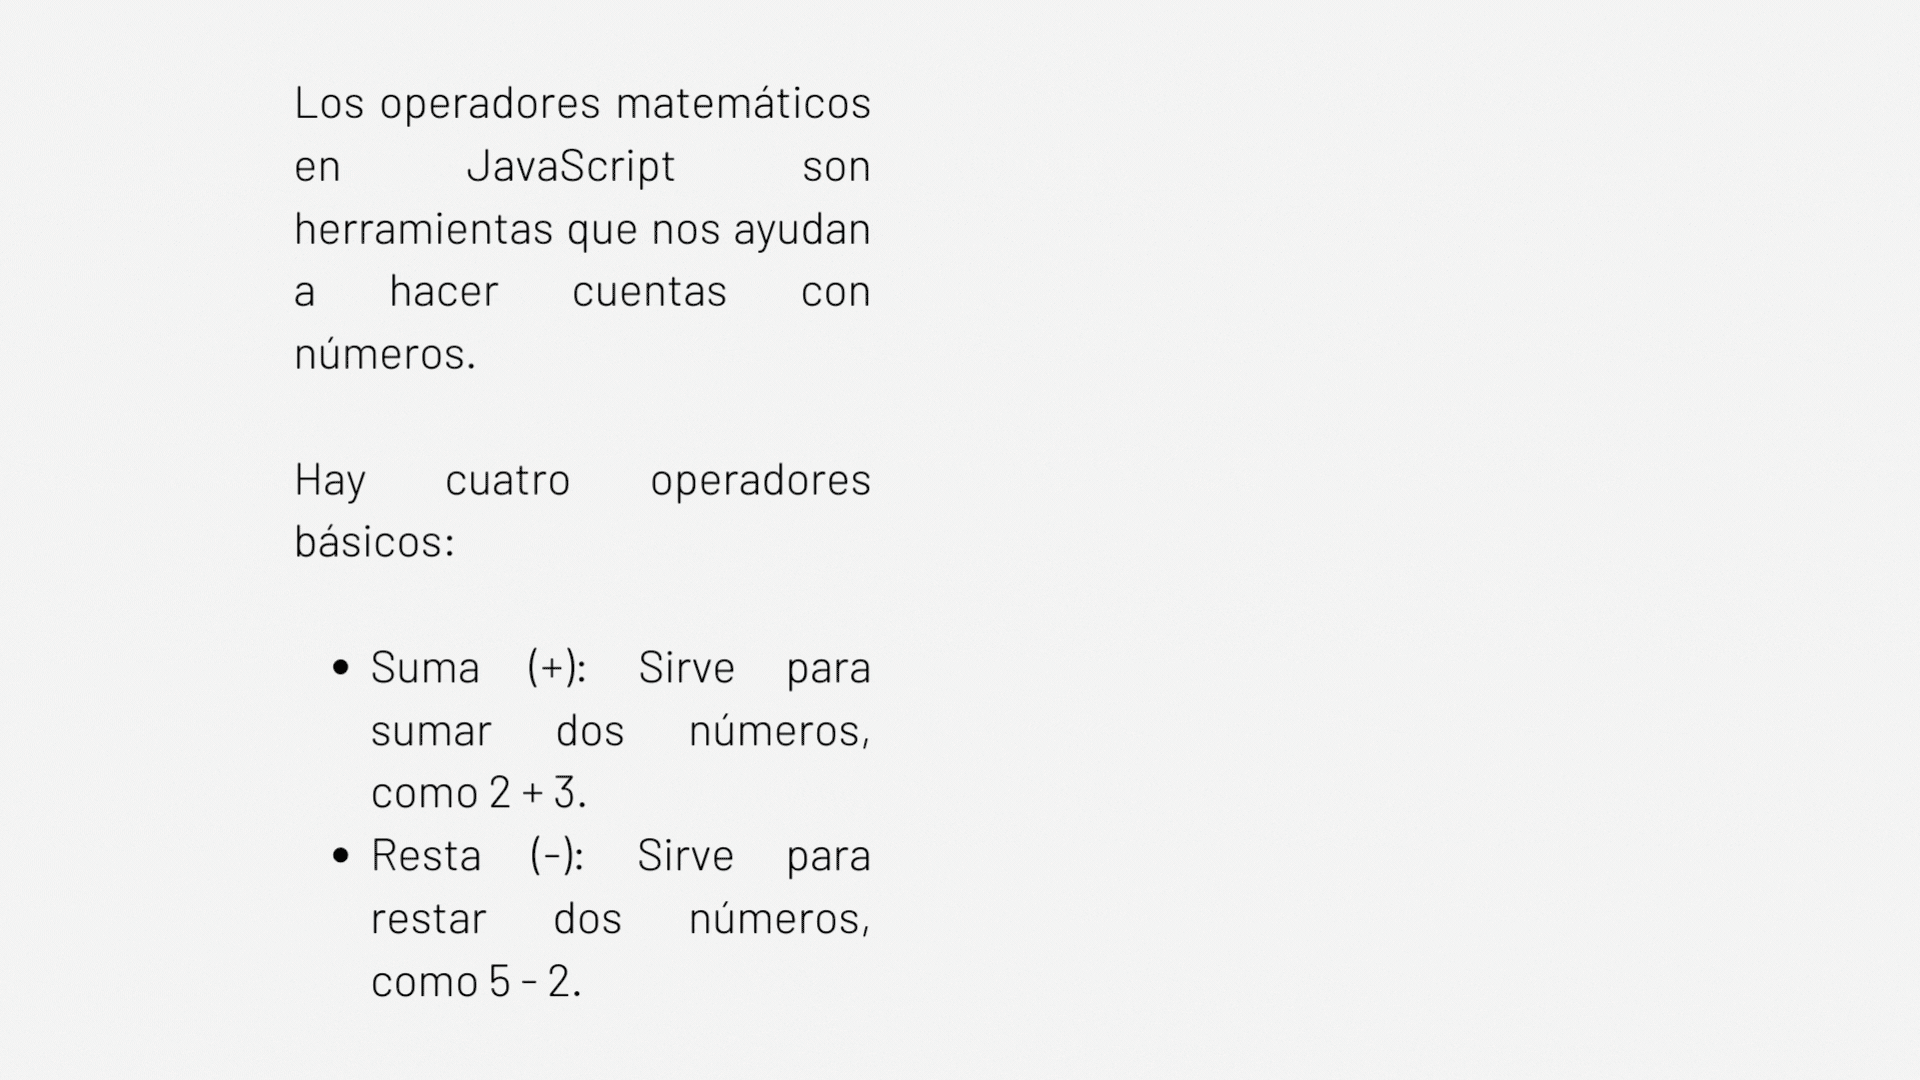 Los operadores matemáticos
en JavaScript son
herramientas que nos ayudan
a hacer cuentas con
números.
Hay cuatro operadores
básicos:
• Suma (+): Sirve para
sumar dos números,
como 2 + 3.
• Resta (-): Sirve para
restar dos números,
como 5 - 2.